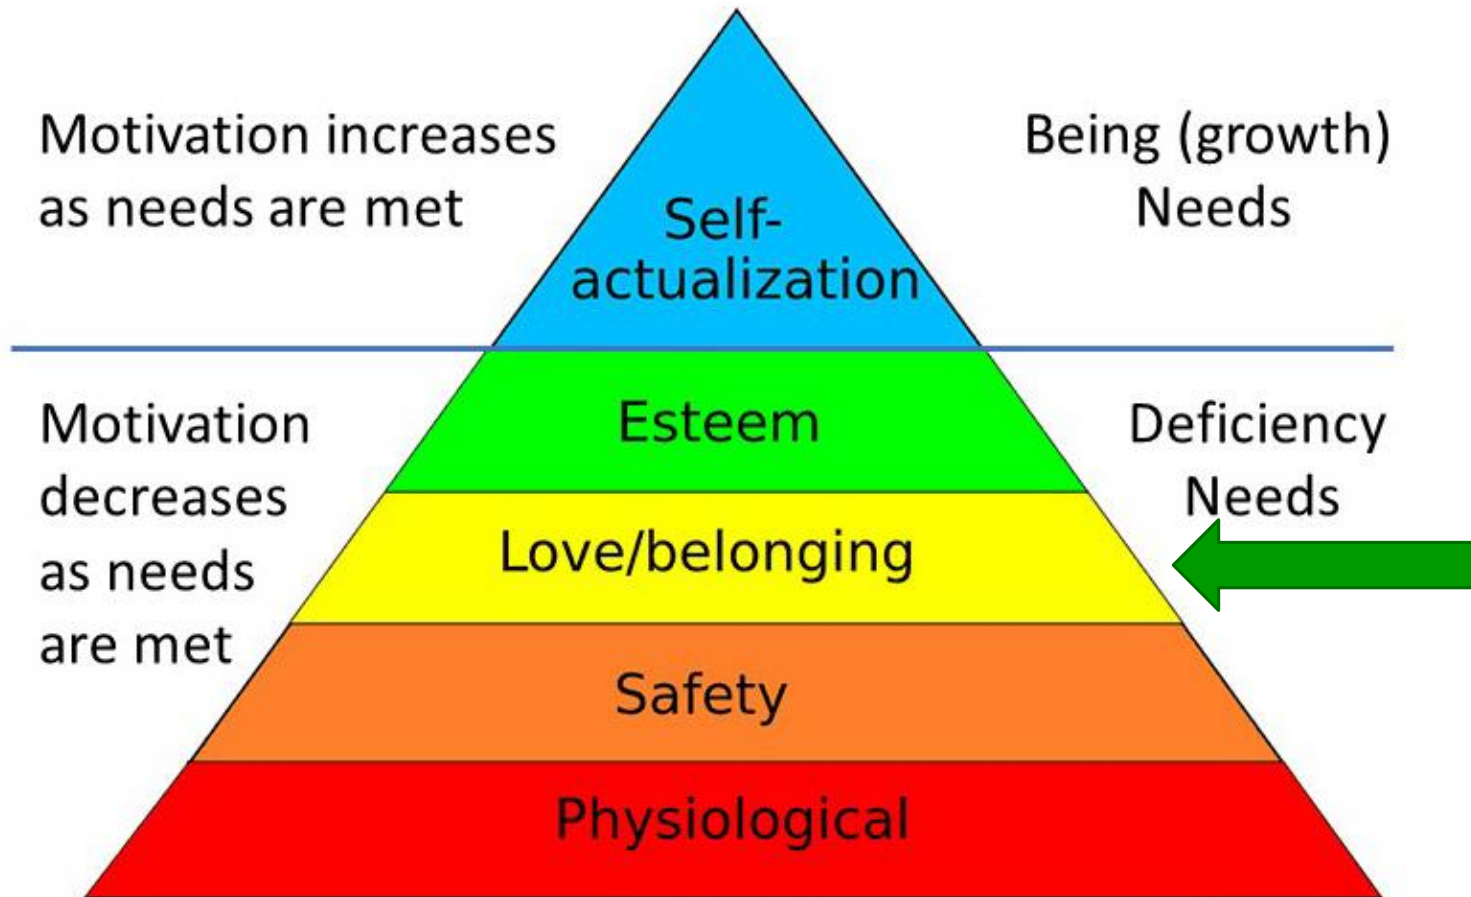 Motivation increases
as needs are met
Being (growth)
Needs
Self-
actualization
Motivation
decreases
as needs
are met
Esteem
Deficiency
Needs
Love/belonging
Safety
Physiological